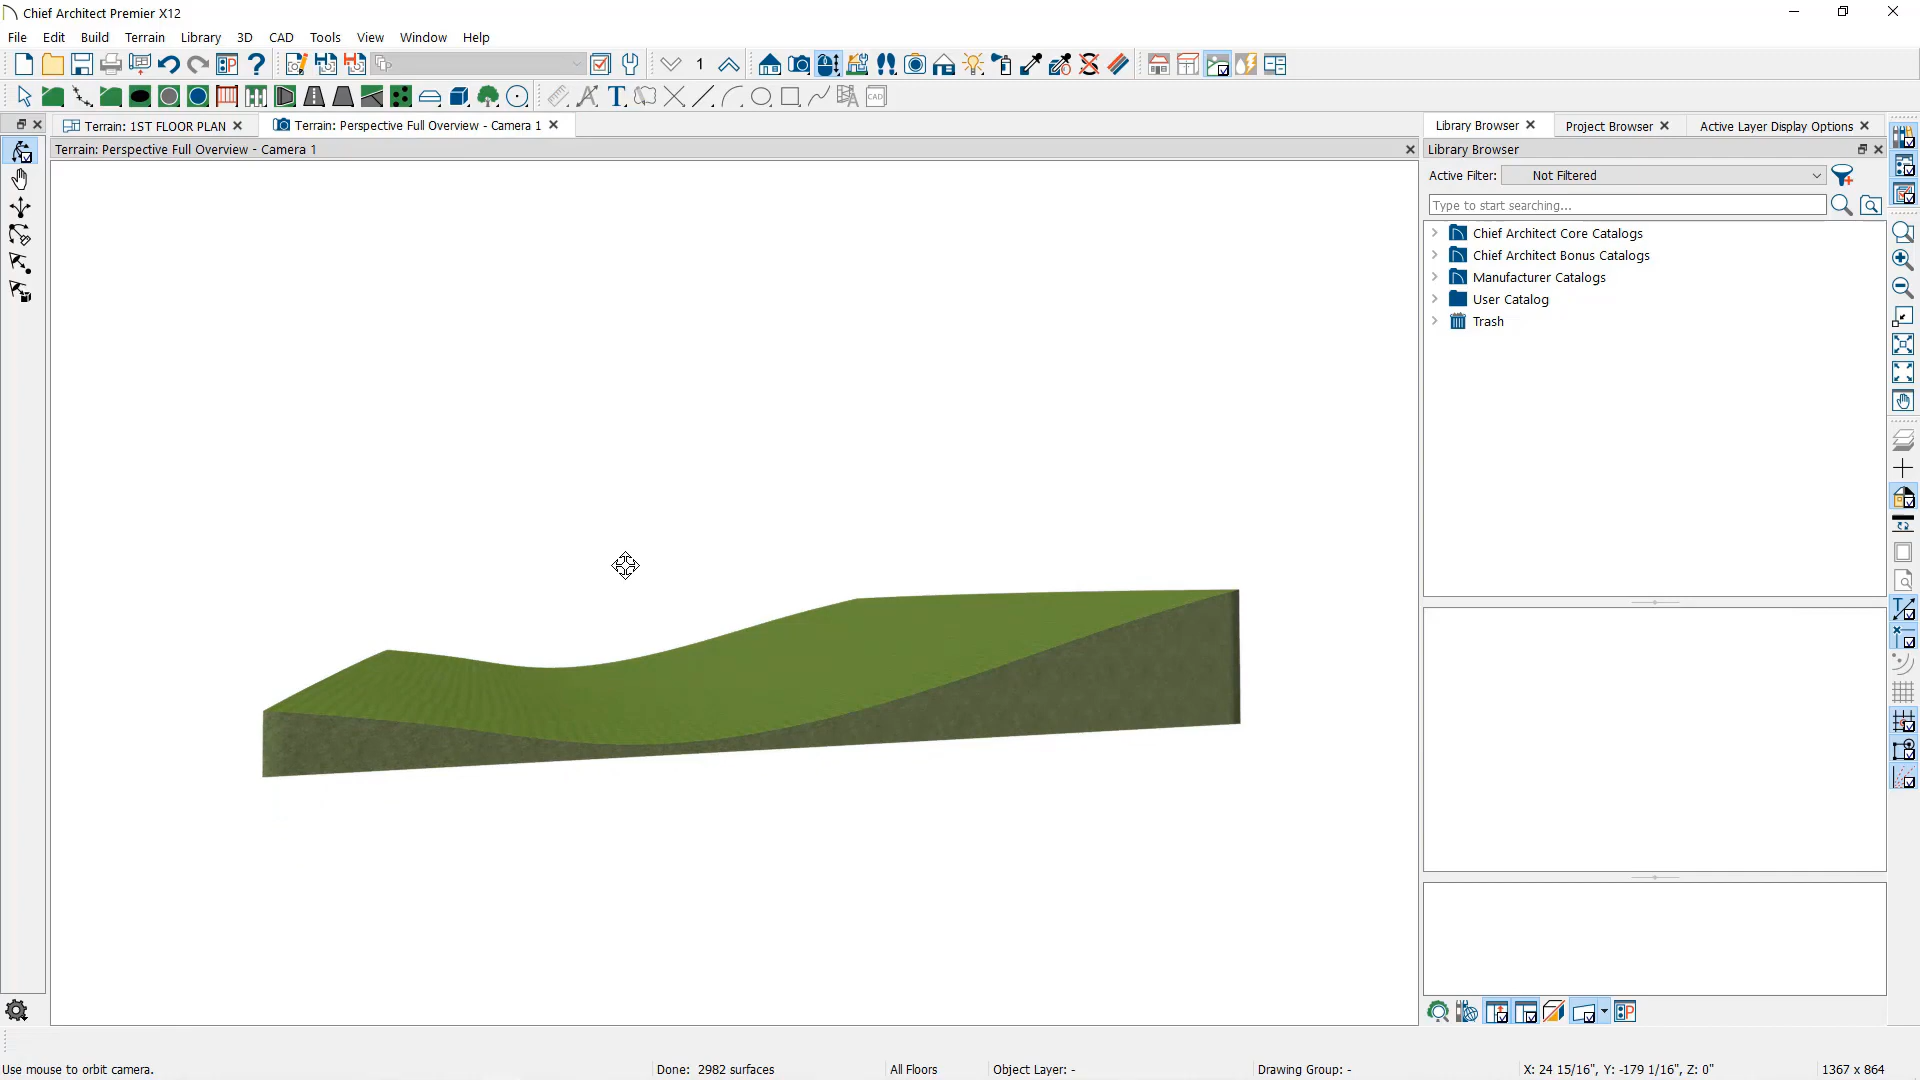 Chief Architect Premier X12
File Edit Build Terrain Library 3D CAD Tools View Window Help
1
T
CAD
Terrain: 1ST FLOOR PLAN
Terrain: Perspective Full Overview - Camera 1
Library Browser
Project Browser
Active Layer Display Options
Terrain: Perspective Full Overview - Camera 1
Library Browser
Active Filter: Not Filtered
Type to start searching...
Chief Architect Core Catalogs
Chief Architect Bonus Catalogs
Manufacturer Catalogs
User Catalog
Trash
Use mouse to orbit camera.
Done: 2982 surfaces
All Floors
Object Layer: -
Drawing Group: -
X: 24 15/16", Y: -179 1/16", Z: 0"
1367 x 864